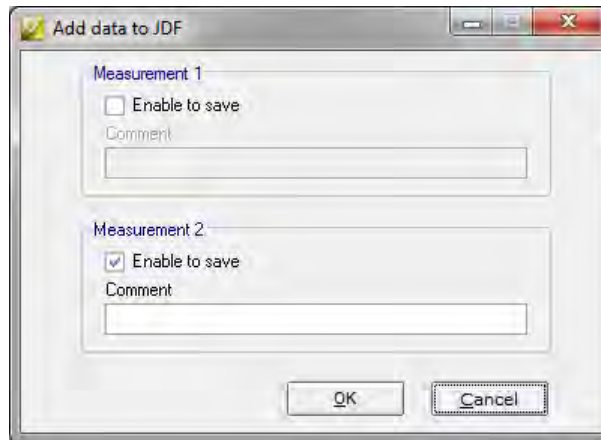 Add data to JDF
Measurement 1
Enable to save
Comment
Measurement 2
Enable to save
Comment
OK
Cancel